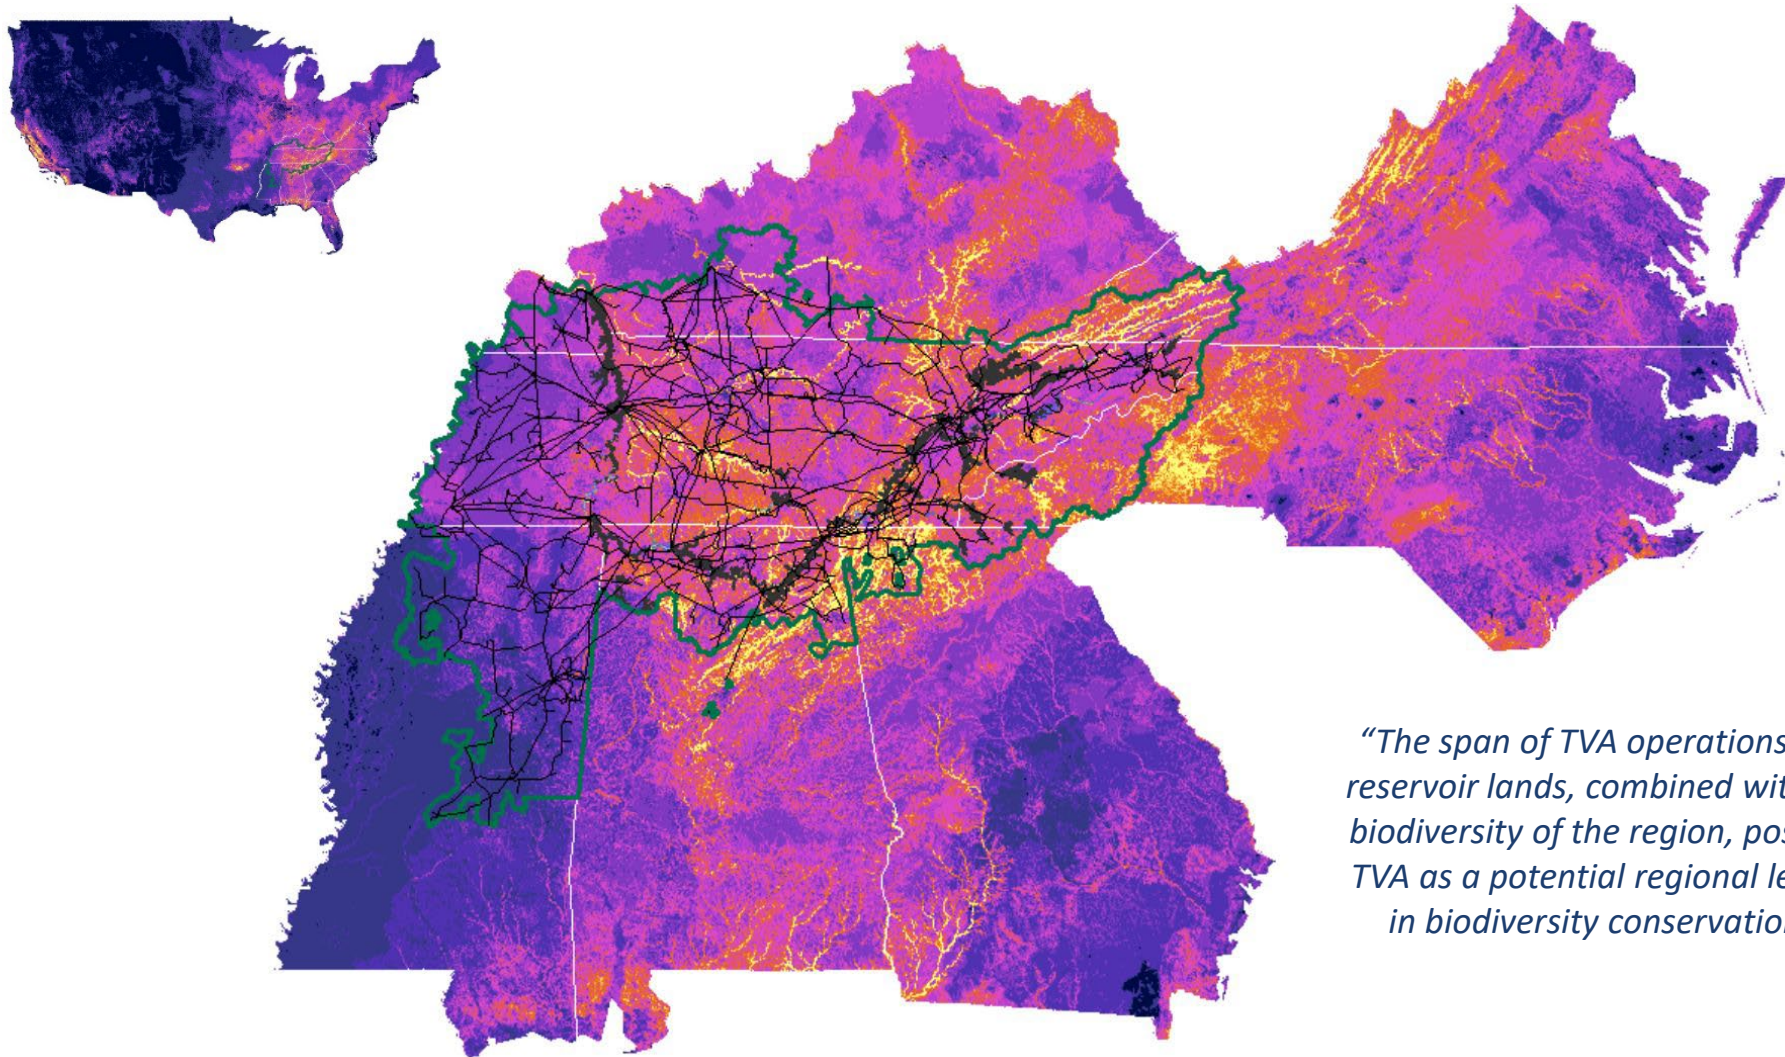 “The span of TVA operations
reservoir lands, combined wit
biodiversity of the region, pos
TVA as a potential regional le
in biodiversity conservation